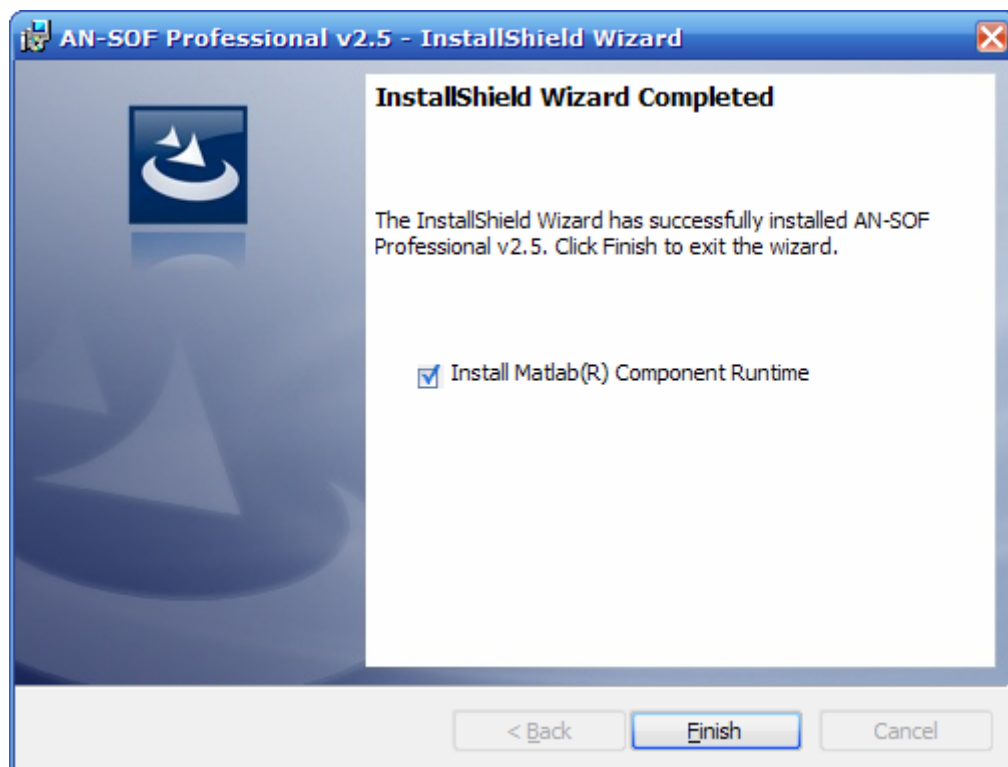 AN-SOF Professional v2.5 - InstallShield Wizard
InstallShield Wizard Completed
The InstallShield Wizard has successfully installed AN-SOF
Professional v2.5. Click Finish to exit the wizard.
Install Matlab(R) Component Runtime
< Back
Finish
Cancel